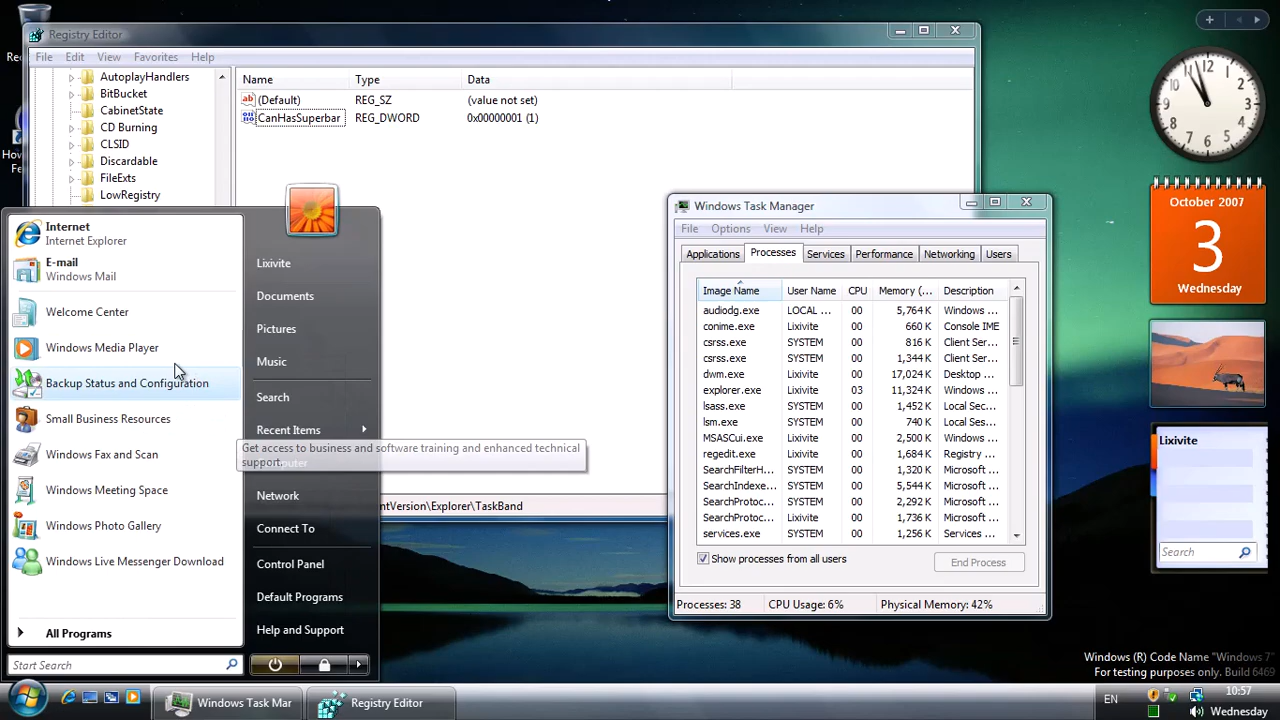 Registry Editor
File Edit View Favorites Help
AutoplayHandlers
BitBucket
CabinetState
CD Burning
CLSID
Discardable
FileExts
LowRegistry
Name Type Data
(Default) REG_SZ (value not set)
CanHasSuperbar REG_DWORD 0x00000001 (1)
ntVersion\Explorer\TaskBand
Internet
Internet Explorer
E-mail
Windows Mail
Welcome Center
Windows Media Player
Backup Status and Configuration
Small Business Resources
Windows Fax and Scan
Windows Meeting Space
Windows Photo Gallery
Windows Live Messenger Download
All Programs
Start Search
Lixivite
Documents
Pictures
Music
Search
Recent Items
Get access to business and software training and enhanced technical
support.
Network
Connect To
Control Panel
Default Programs
Help and Support
Windows Task Manager
File Options View Help
Applications Processes Services Performance Networking Users
Image Name User Name CPU Memory (... Description
audiodg.exe LOCAL ... 00 5,764 K Windows ...
conime.exe Lixivite 00 660 K Console IME
csrss.exe SYSTEM 00 816 K Client Ser...
csrss.exe SYSTEM 00 1,344 K Client Ser...
dwm.exe Lixivite 00 17,024 K Desktop ...
explorer.exe Lixivite 03 11,324 K Windows ...
lsass.exe SYSTEM 00 1,452 K Local Sec...
lsm.exe SYSTEM 00 740 K Local Ses...
MSASCui.exe Lixivite 00 2,500 K Windows ...
regedit.exe Lixivite 00 1,684 K Registry ...
SearchFilterH... SYSTEM 00 1,320 K Microsoft ...
SearchIndexe... SYSTEM 00 5,544 K Microsoft ...
SearchProtoc... SYSTEM 00 2,292 K Microsoft ...
SearchProtoc... Lixivite 00 1,736 K Microsoft ...
services.exe SYSTEM 00 1,256 K Services ...
Show processes from all users
End Process
Processes: 38 CPU Usage: 6% Physical Memory: 42%
12
October 2007
3
Wednesday
Lixivite
Search
Windows (R) Code Name "Windows 7"
For testing purposes only. Build 6469
Windows Task Mar
Registry Editor
EN
10:57
Wednesday